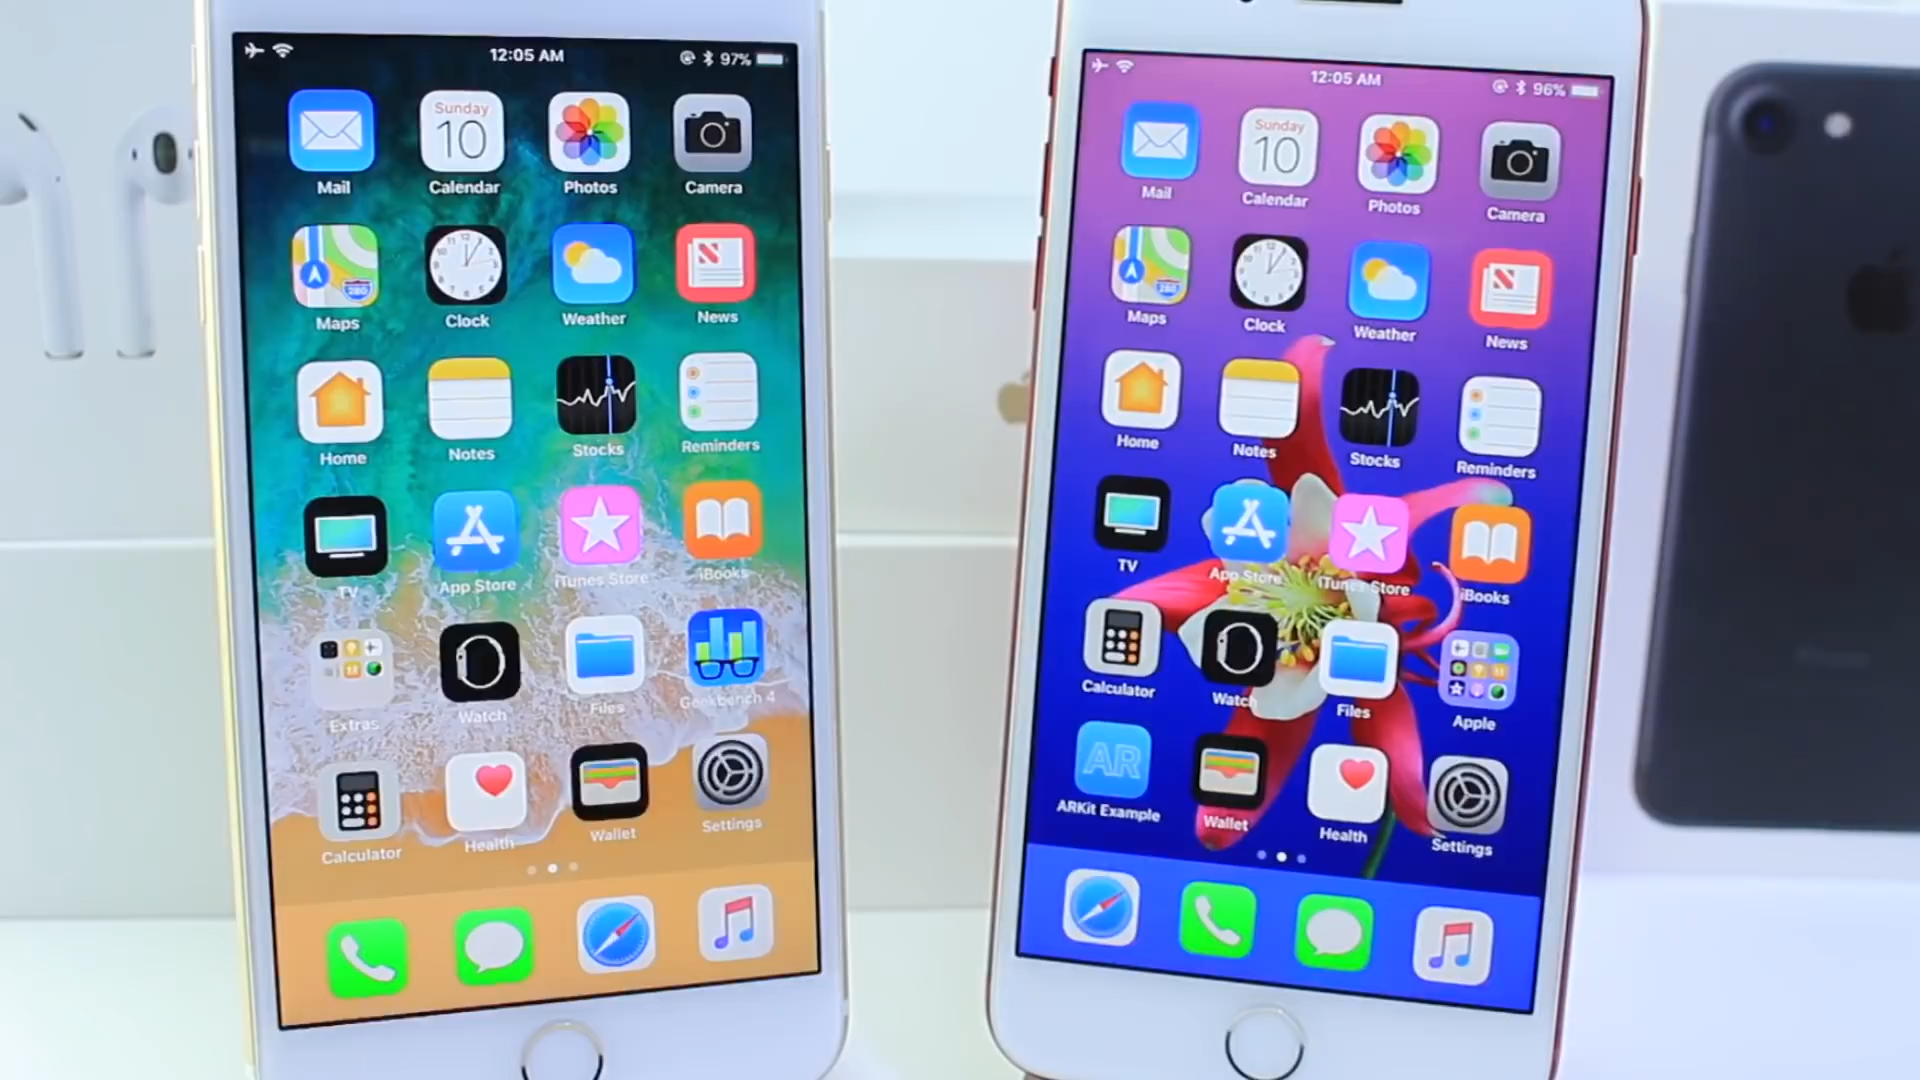 12:05 AM 97%
Sunday
10
Mail Calendar Photos Camera
280
Maps Clock Weather News
Home Notes Stocks Reminders
TV App Store iTunes Store iBooks
Extras Watch Files Geekbench 4
Calculator Health Wallet Settings
12:05 AM 96%
Sunday
10
Mail Calendar Photos Camera
280
Maps Clock Weather News
Home Notes Stocks Reminders
TV App Store iTunes Store iBooks
Calculator Watch Files Apple
AR
ARKit Example Wallet Health Settings